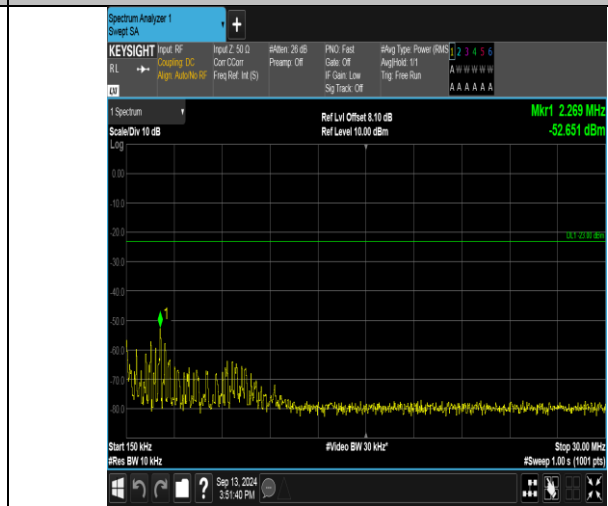 Spectrum Analyzer 1
Swept SA
+
KEYSIGHT Input: RF Input Z: 50 Ω #Atten: 26 dB PNO: Fast #Avg Type: Power (RMS 1 2 3 4 5 6
RL Coupling: DC Corr CCorr Preamp: Off Gate: Off Avg|Hold: 1/1 A W W W W W
Align: Auto/No RF Freq Ref: Int (S) IF Gain: Low Trig: Free Run
LXI Sig Track: Off A A A A A A
1 Spectrum Ref Lvl Offset 8.10 dB Mkr1 2.269 MHz
Scale/Div 10 dB Ref Level 10.00 dBm -52.651 dBm
Log
0.00
-10.0
-20.0
DL1 -23.00 dBm
-30.0
-40.0
-50.0
1
-60.0
-70.0
-80.0
Start 150 kHz #Video BW 30 kHz* Stop 30.00 MHz
#Res BW 10 kHz #Sweep 1.00 s (1001 pts)
? Sep 13, 2024
3:51:40 PM